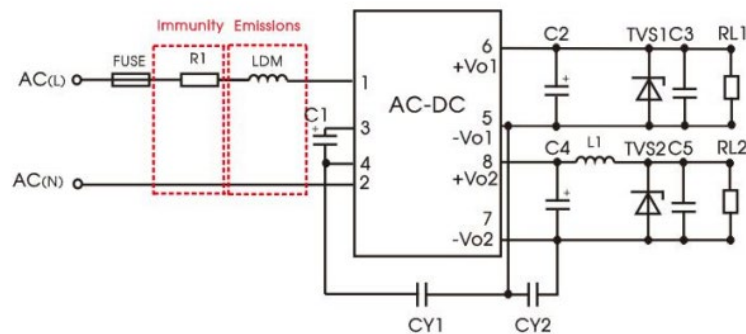 Immunity Emissions
FUSE R1 LDM
AC(L)
C1
1
3
4
2
AC-DC
6
+Vo1
5
-Vo1
8
+Vo2
7
-Vo2
C2 TVS1 C3 RL1
C4 L1 TVS2 C5 RL2
AC(N)
CY1 CY2